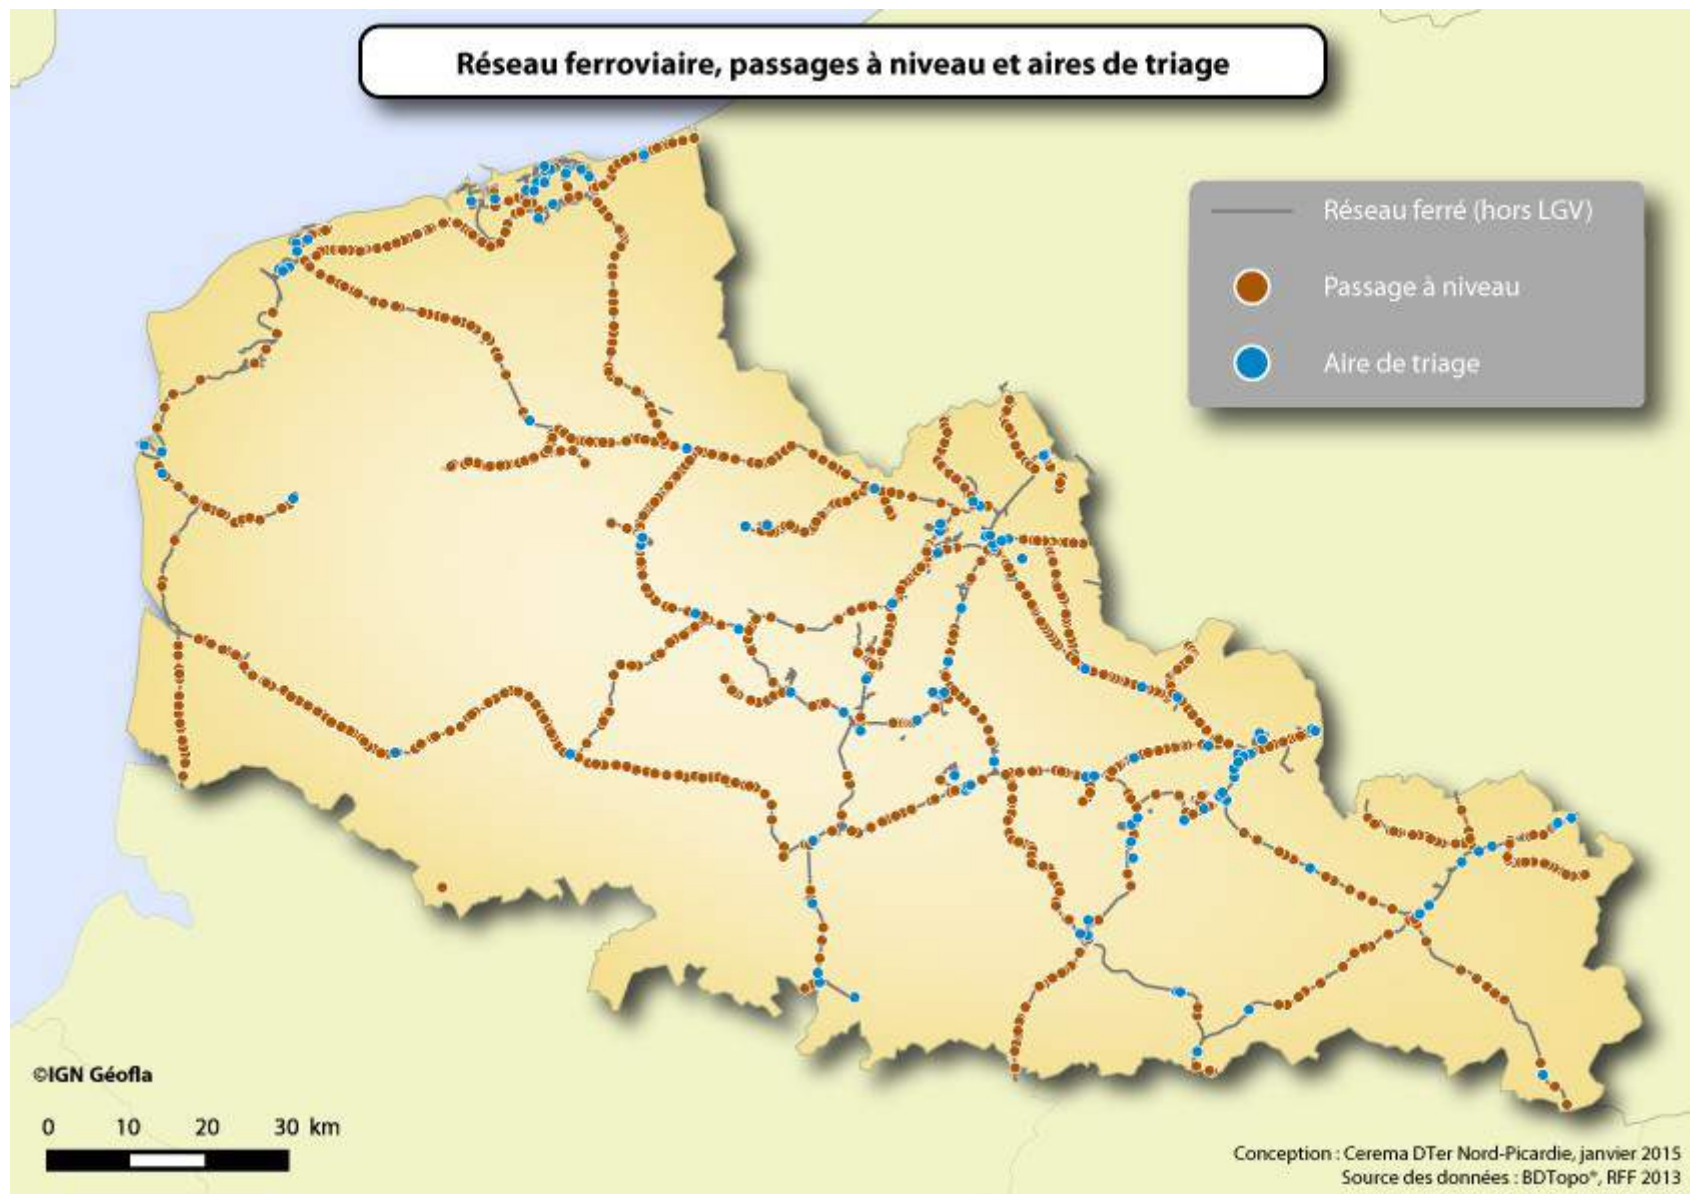 Réseau ferroviaire, passages à niveau et aires de triage
Réseau ferré (hors LGV)
Passage à niveau
Aire de triage
©IGN Géofla
0 10 20 30 km
Conception : Cerema DTer Nord-Picardie, janvier 2015
Source des données : BDTopo®, RFF 2013